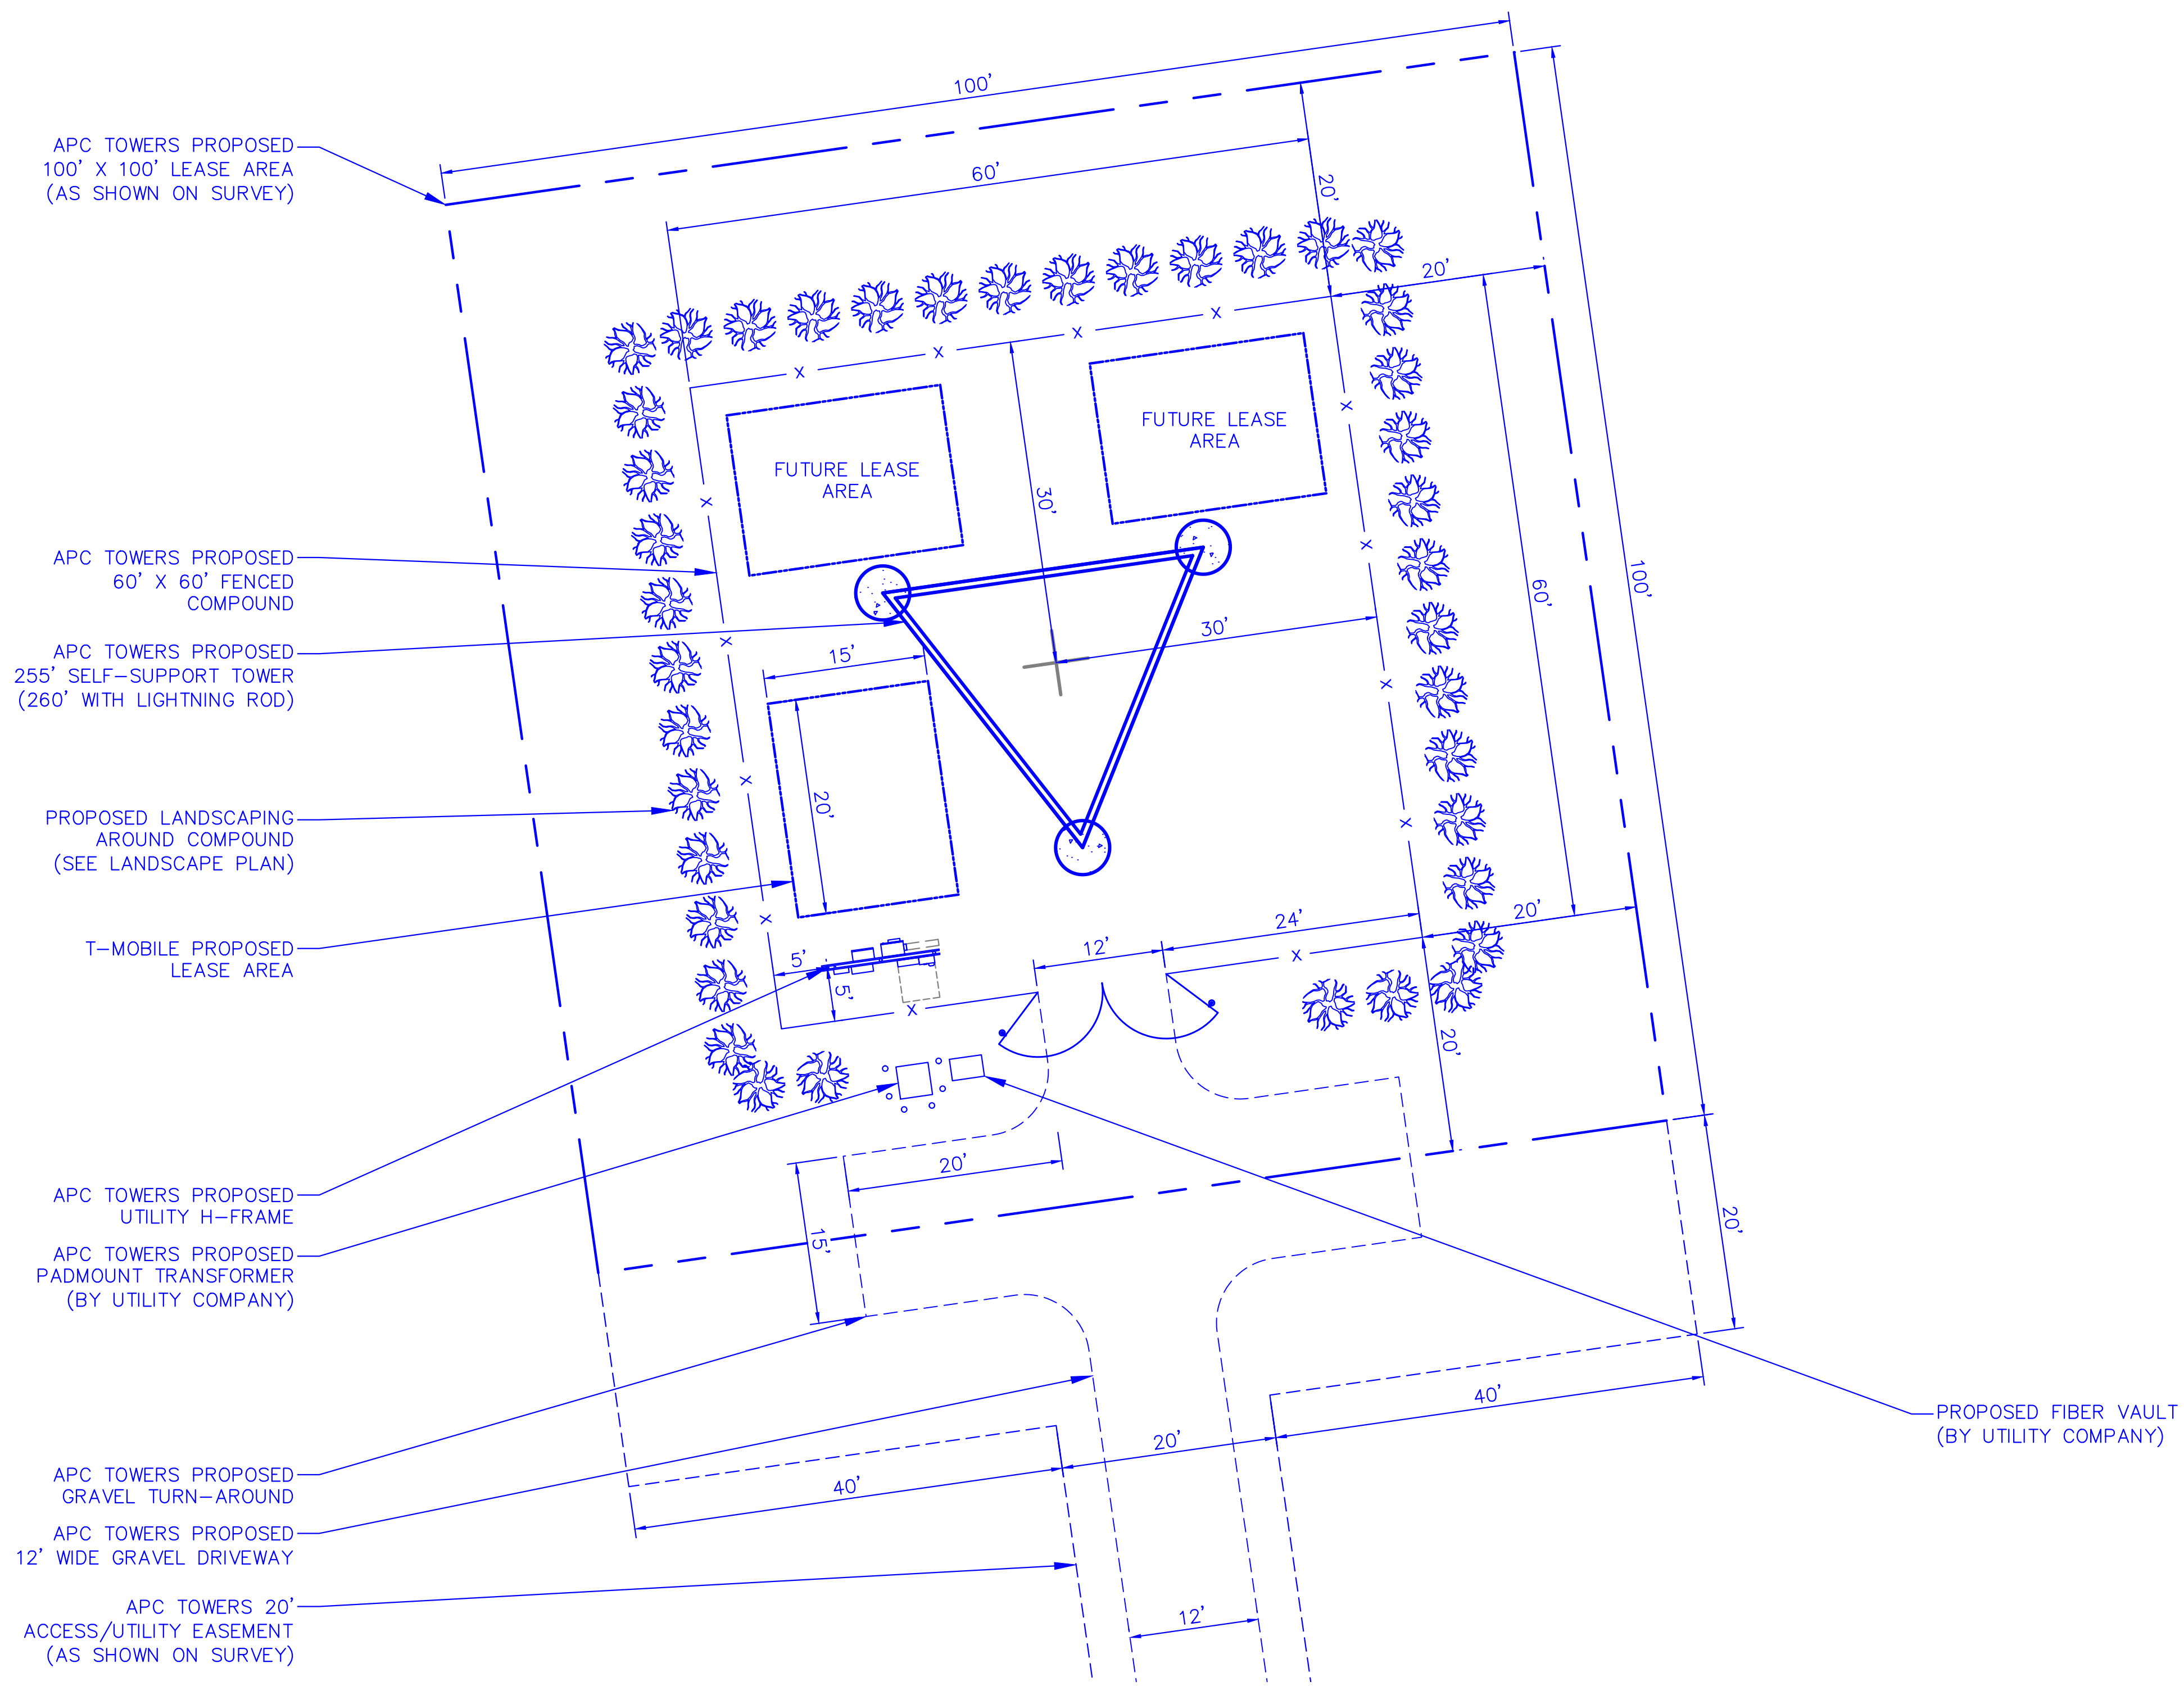 100'
APC TOWERS PROPOSED
100' X 100' LEASE AREA
(AS SHOWN ON SURVEY)
60'
20'
20'
FUTURE LEASE
AREA
FUTURE LEASE
AREA
30'
APC TOWERS PROPOSED
60' X 60' FENCED
COMPOUND
60'
100'
30'
APC TOWERS PROPOSED
255' SELF-SUPPORT TOWER
(260' WITH LIGHTNING ROD)
15'
20'
PROPOSED LANDSCAPING
AROUND COMPOUND
(SEE LANDSCAPE PLAN)
T-MOBILE PROPOSED
LEASE AREA
24'
20'
12'
5'
5'
20'
APC TOWERS PROPOSED
UTILITY H-FRAME
20'
15'
20'
APC TOWERS PROPOSED
PADMOUNT TRANSFORMER
(BY UTILITY COMPANY)
40'
PROPOSED FIBER VAULT
(BY UTILITY COMPANY)
20'
40'
APC TOWERS PROPOSED
GRAVEL TURN-AROUND
APC TOWERS PROPOSED
12' WIDE GRAVEL DRIVEWAY
APC TOWERS 20'
ACCESS/UTILITY EASEMENT
(AS SHOWN ON SURVEY)
12'